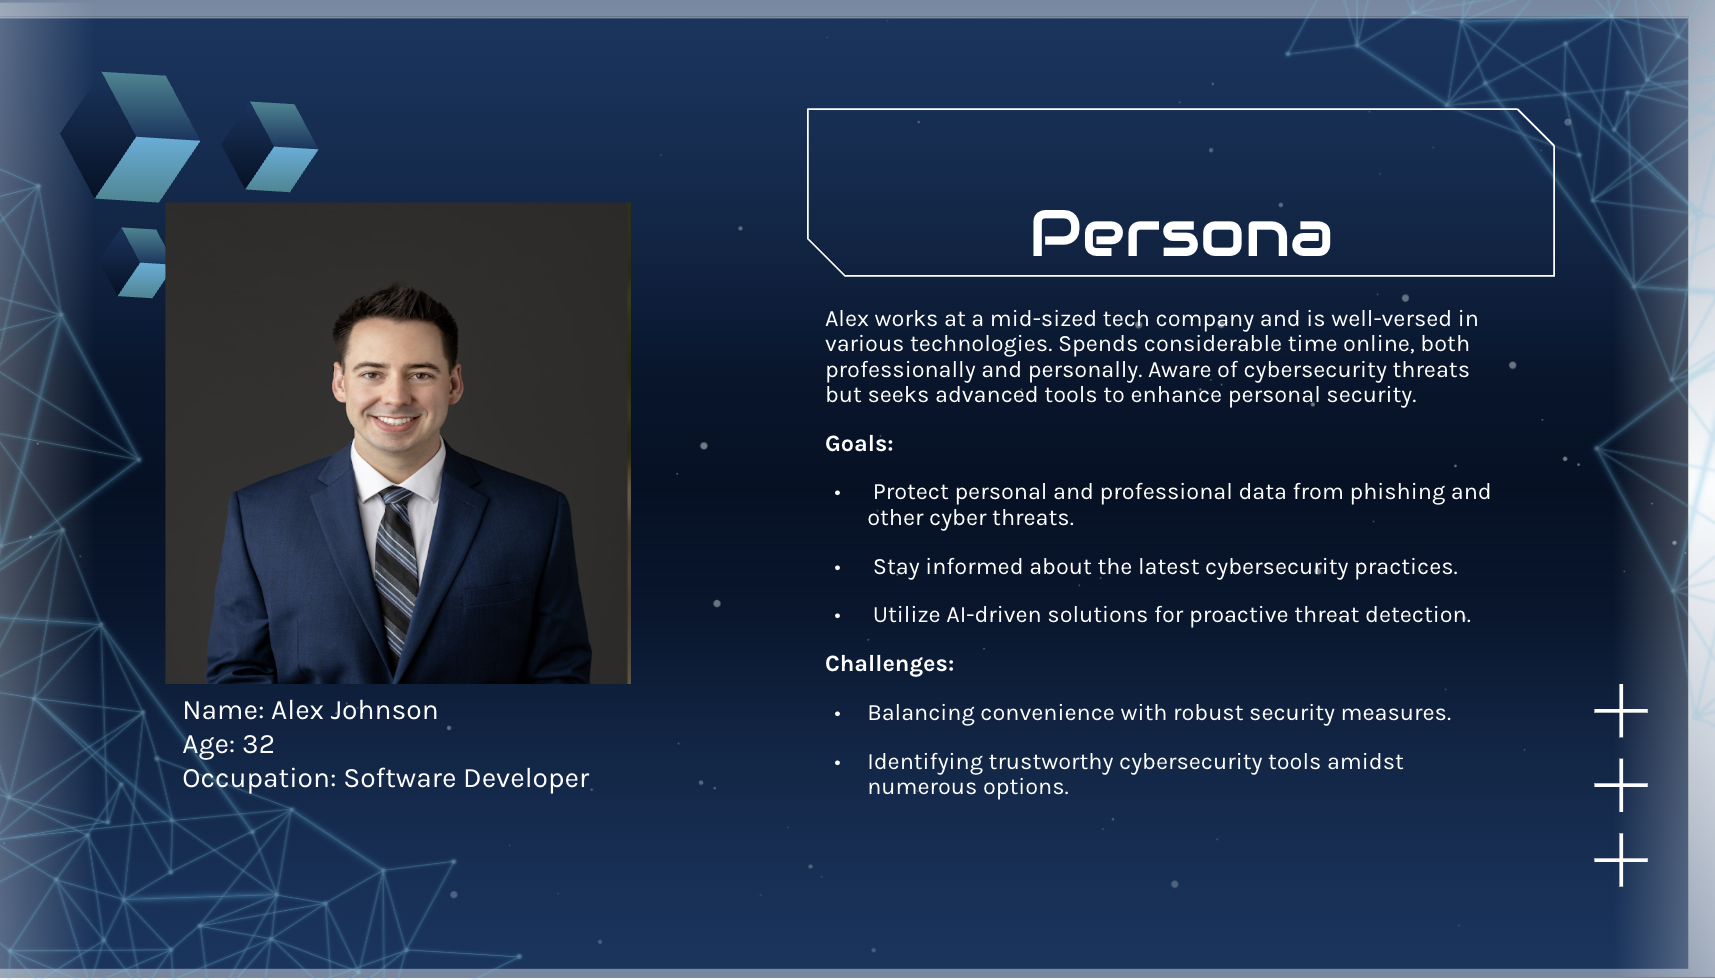 Persona
Name: Alex Johnson
Age: 32
Occupation: Software Developer
Alex works at a mid-sized tech company and is well-versed in
various technologies. Spends considerable time online, both
professionally and personally. Aware of cybersecurity threats
but seeks advanced tools to enhance personal security.
Goals:
• Protect personal and professional data from phishing and
other cyber threats.
• Stay informed about the latest cybersecurity practices.
• Utilize AI-driven solutions for proactive threat detection.
Challenges:
• Balancing convenience with robust security measures.
• Identifying trustworthy cybersecurity tools amidst
numerous options.